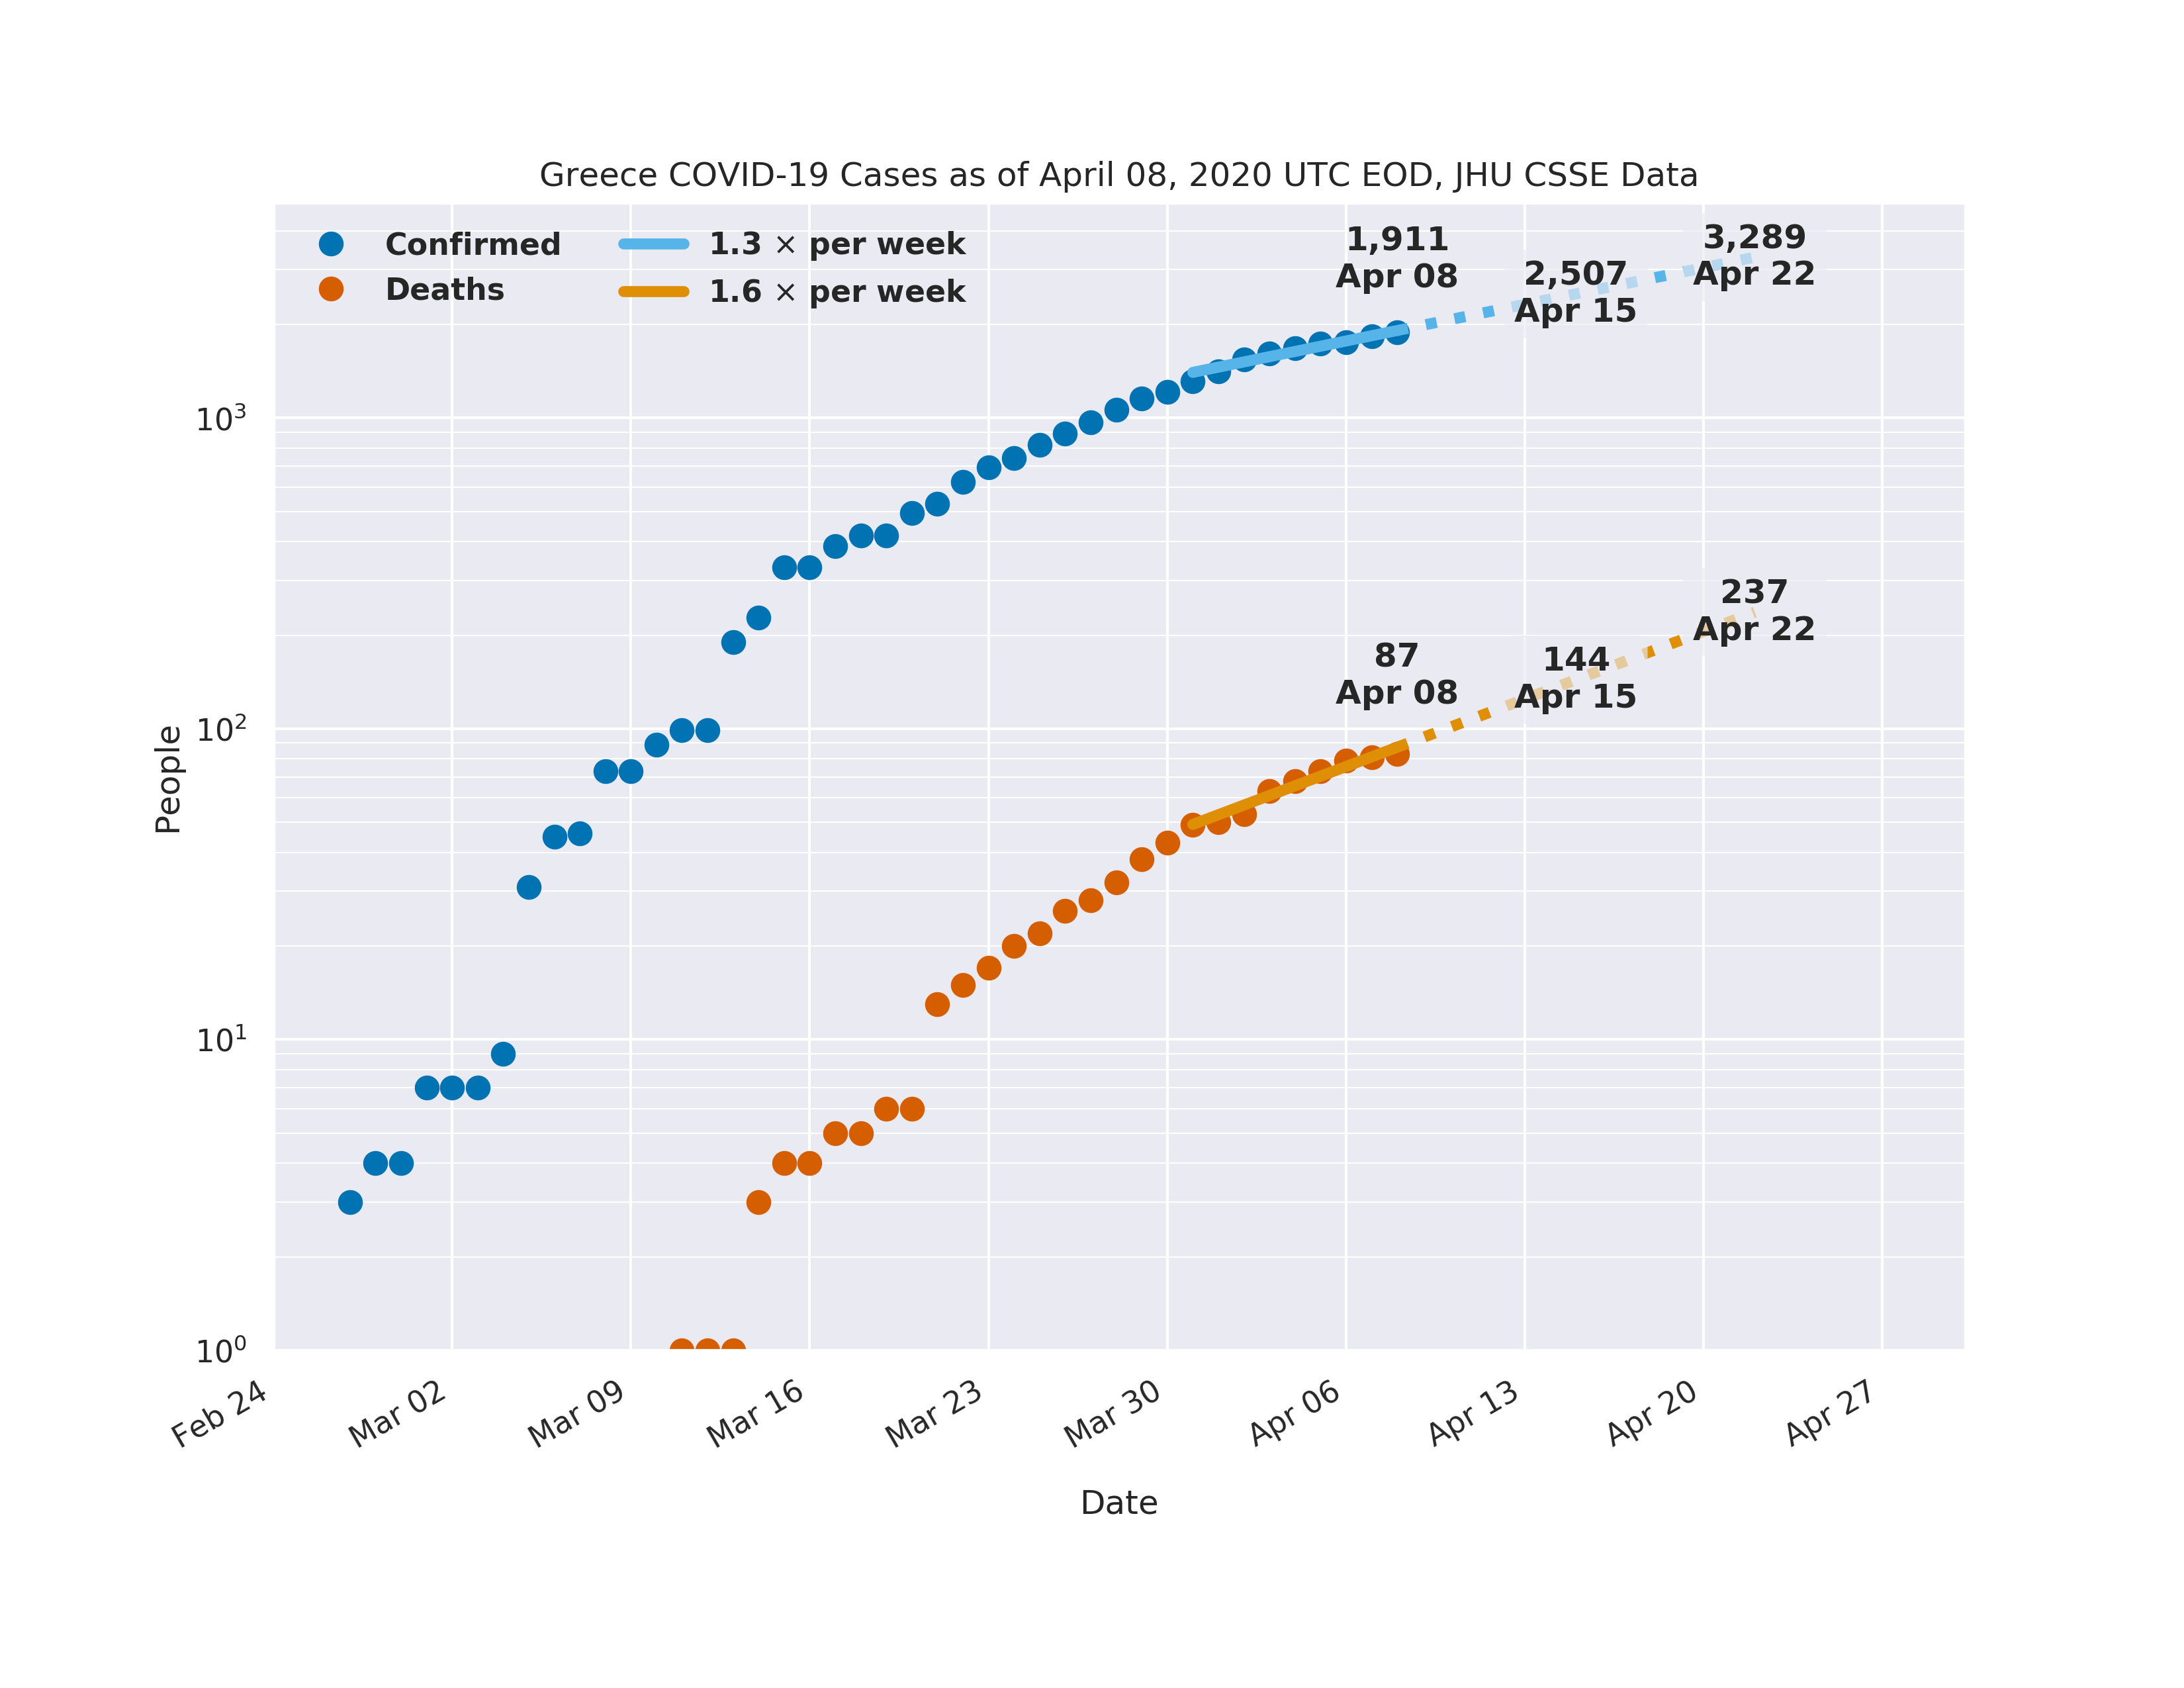 Greece COVID-19 Cases as of April 08, 2020 UTC EOD, JHU CSSE Data
Confirmed
Deaths
1.3 × per week
1.6 × per week
1,911
Apr 08
2,507
Apr 15
3,289
Apr 22
87
Apr 08
144
Apr 15
237
Apr 22
People
10³
10²
10¹
10⁰
Feb 24
Mar 02
Mar 09
Mar 16
Mar 23
Mar 30
Apr 06
Apr 13
Apr 20
Apr 27
Date